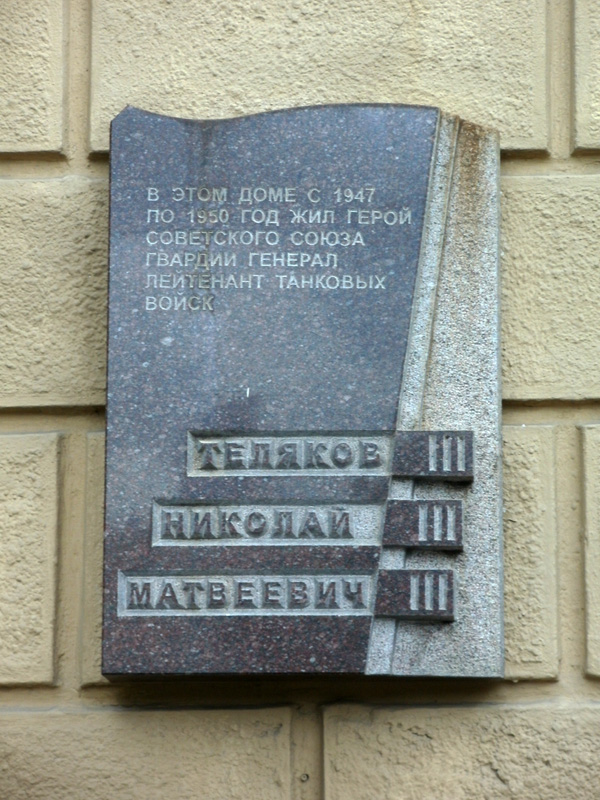 В ЭТОМ ДОМЕ С 1947
ПО 1950 ГОД ЖИЛ ГЕРОЙ
СОВЕТСКОГО СОЮЗА
ГВАРДИИ ГЕНЕРАЛ
ЛЕЙТЕНАНТ ТАНКОВЫХ
ВОЙСК
ТЕЛЯКОВ
НИКОЛАЙ
МАТВЕЕВИЧ